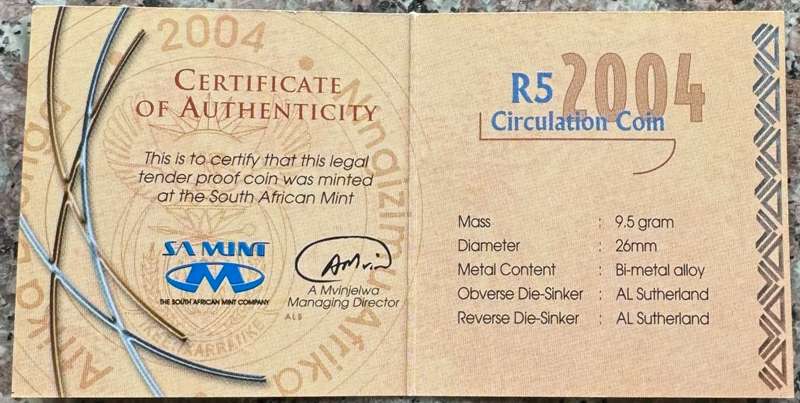 2004
CERTIFICATE
OF AUTHENTICITY
This is to certify that this legal
tender proof coin was minted
at the South African Mint
SA MINT
THE SOUTH AFRICAN MINT COMPANY
A Mvinjelwa
Managing Director
ALS
Afrika
Afrika
R5 2004
Circulation Coin
Mass : 9.5 gram
Diameter : 26mm
Metal Content : Bi-metal alloy
Obverse Die-Sinker : AL Sutherland
Reverse Die-Sinker : AL Sutherland